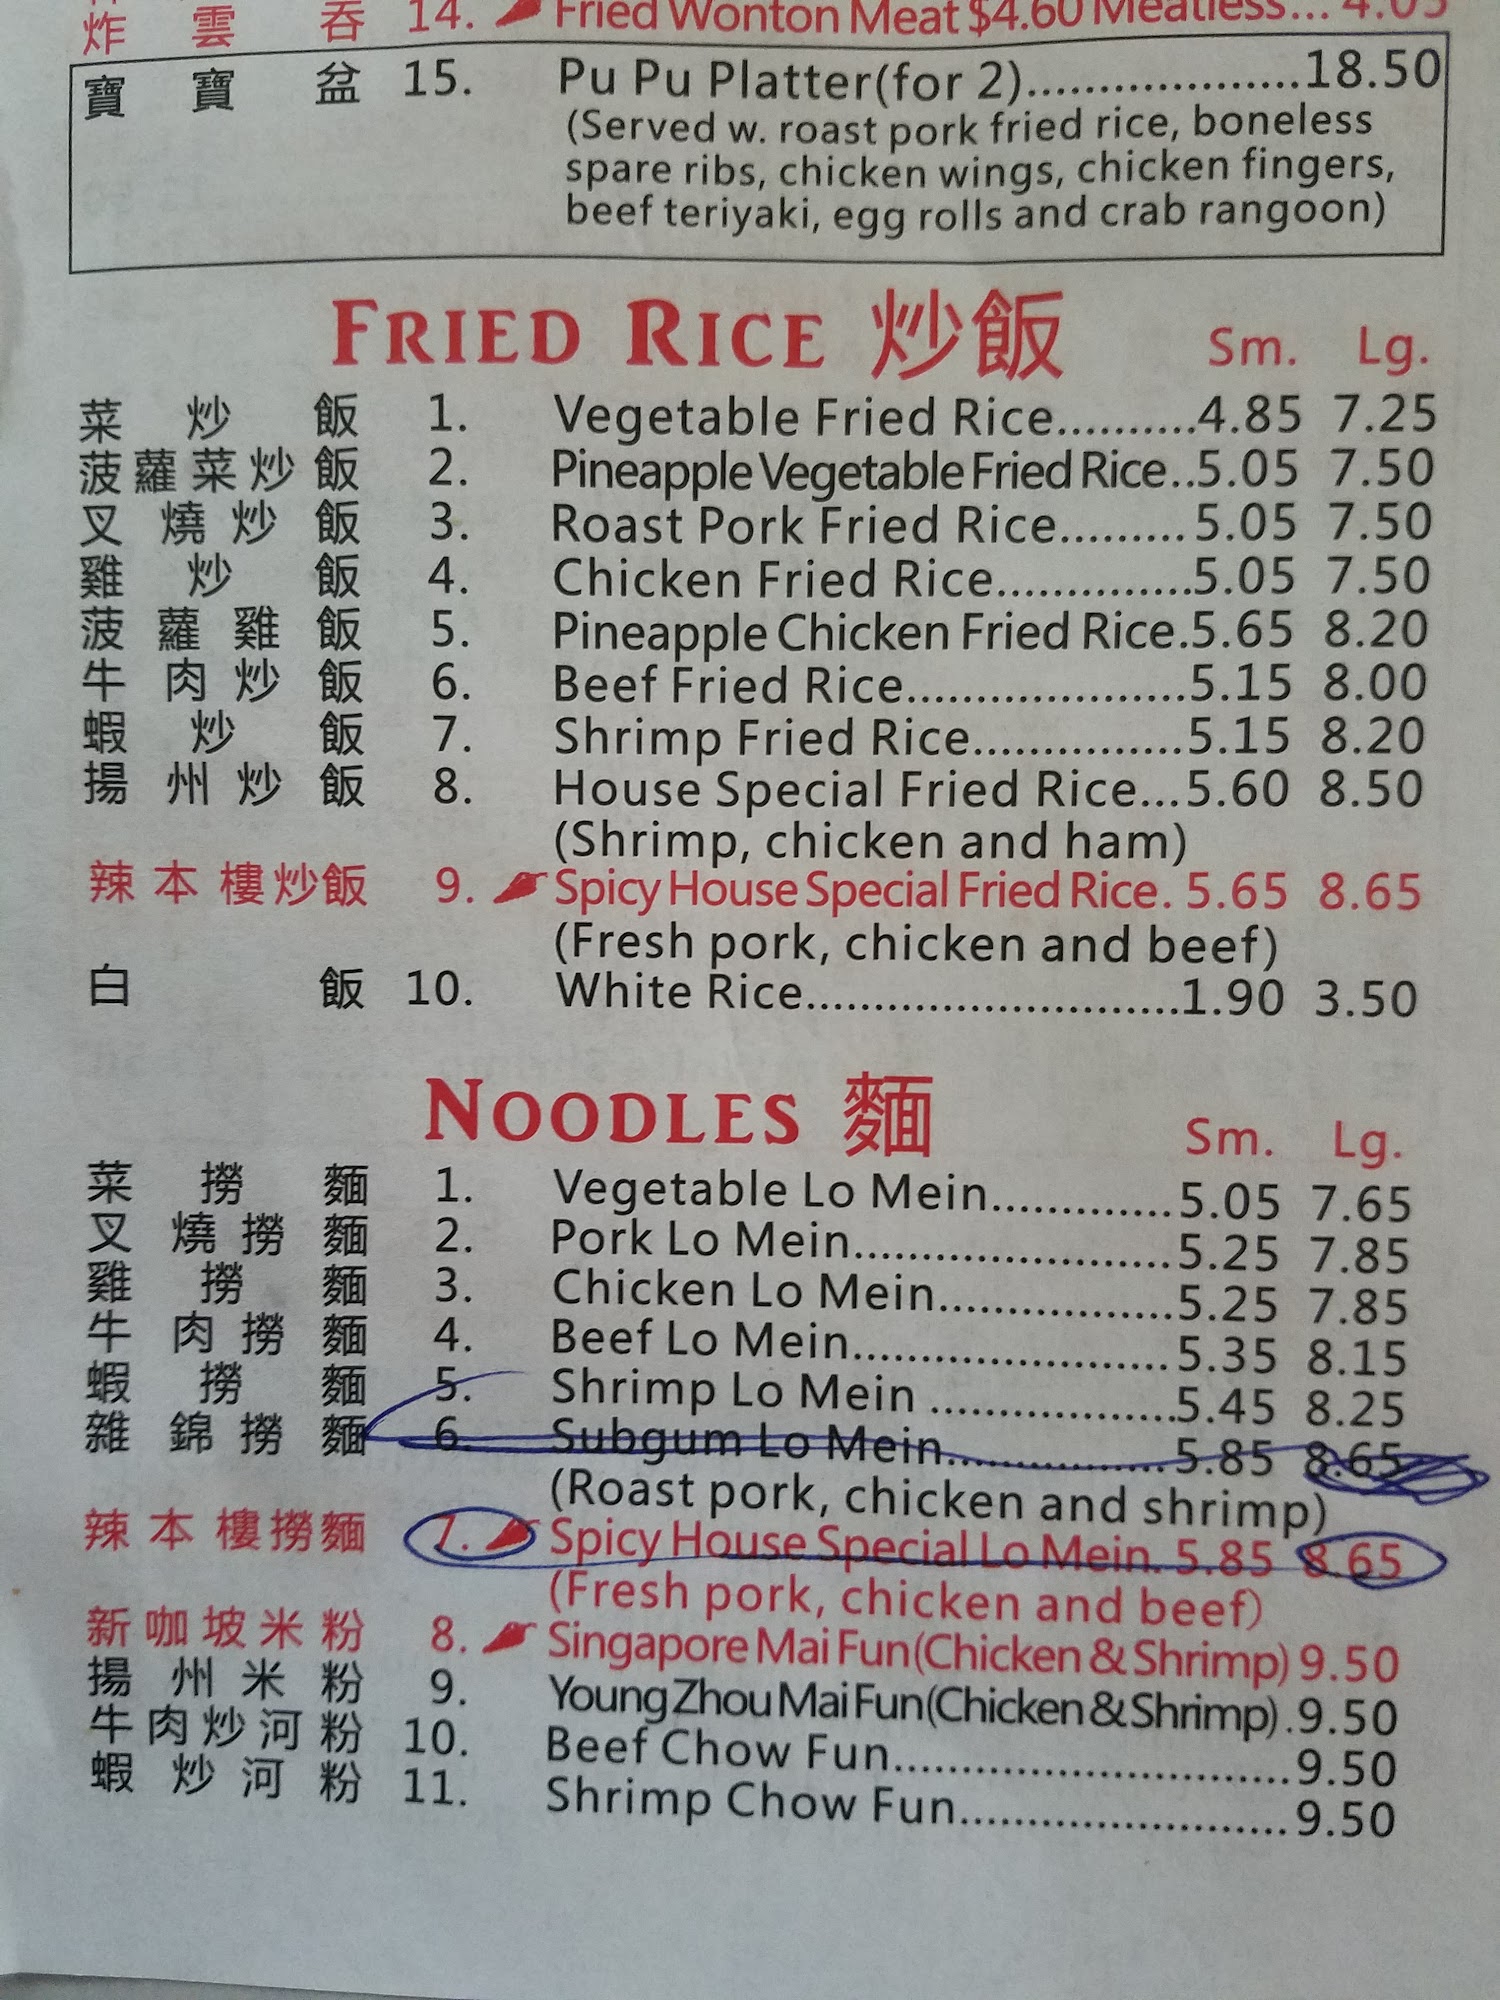 炸 雲 吞 14. Fried Wonton Meat $4.60 Meatless... 4.05
寶 寶 盆 15. Pu Pu Platter(for 2)....................18.50
(Served w. roast pork fried rice, boneless
spare ribs, chicken wings, chicken fingers,
beef teriyaki, egg rolls and crab rangoon)
FRIED RICE 炒飯 Sm. Lg.
菜 炒 飯 1. Vegetable Fried Rice..........4.85 7.25
菠蘿菜炒飯 2. Pineapple Vegetable Fried Rice..5.05 7.50
叉燒炒飯 3. Roast Pork Fried Rice.........5.05 7.50
雞 炒 飯 4. Chicken Fried Rice...............5.05 7.50
菠蘿雞飯 5. Pineapple Chicken Fried Rice.5.65 8.20
牛肉炒飯 6. Beef Fried Rice.....................5.15 8.00
蝦 炒 飯 7. Shrimp Fried Rice................5.15 8.20
揚州炒飯 8. House Special Fried Rice...5.60 8.50
(Shrimp, chicken and ham)
辣本樓炒飯 9. Spicy House Special Fried Rice. 5.65 8.65
(Fresh pork, chicken and beef)
白 飯 10. White Rice............................1.90 3.50
NOODLES 麵 Sm. Lg.
菜 撈 麵 1. Vegetable Lo Mein..............5.05 7.65
叉燒撈麵 2. Pork Lo Mein........................5.25 7.85
雞 撈 麵 3. Chicken Lo Mein..................5.25 7.85
牛肉撈麵 4. Beef Lo Mein........................5.35 8.15
蝦 撈 麵 5. Shrimp Lo Mein ..................5.45 8.25
雜錦撈麵 6. Subgum Lo Mein.................5.85 8.65
(Roast pork, chicken and shrimp)
辣本樓撈麵 7. Spicy House Special Lo Mein. 5.85 8.65
(Fresh pork, chicken and beef)
新咖坡米粉 8. Singapore Mai Fun(Chicken & Shrimp) 9.50
揚州米粉 9. Young Zhou Mai Fun(Chicken & Shrimp) .9.50
牛肉炒河粉 10. Beef Chow Fun..............................9.50
蝦炒河粉 11. Shrimp Chow Fun.........................9.50